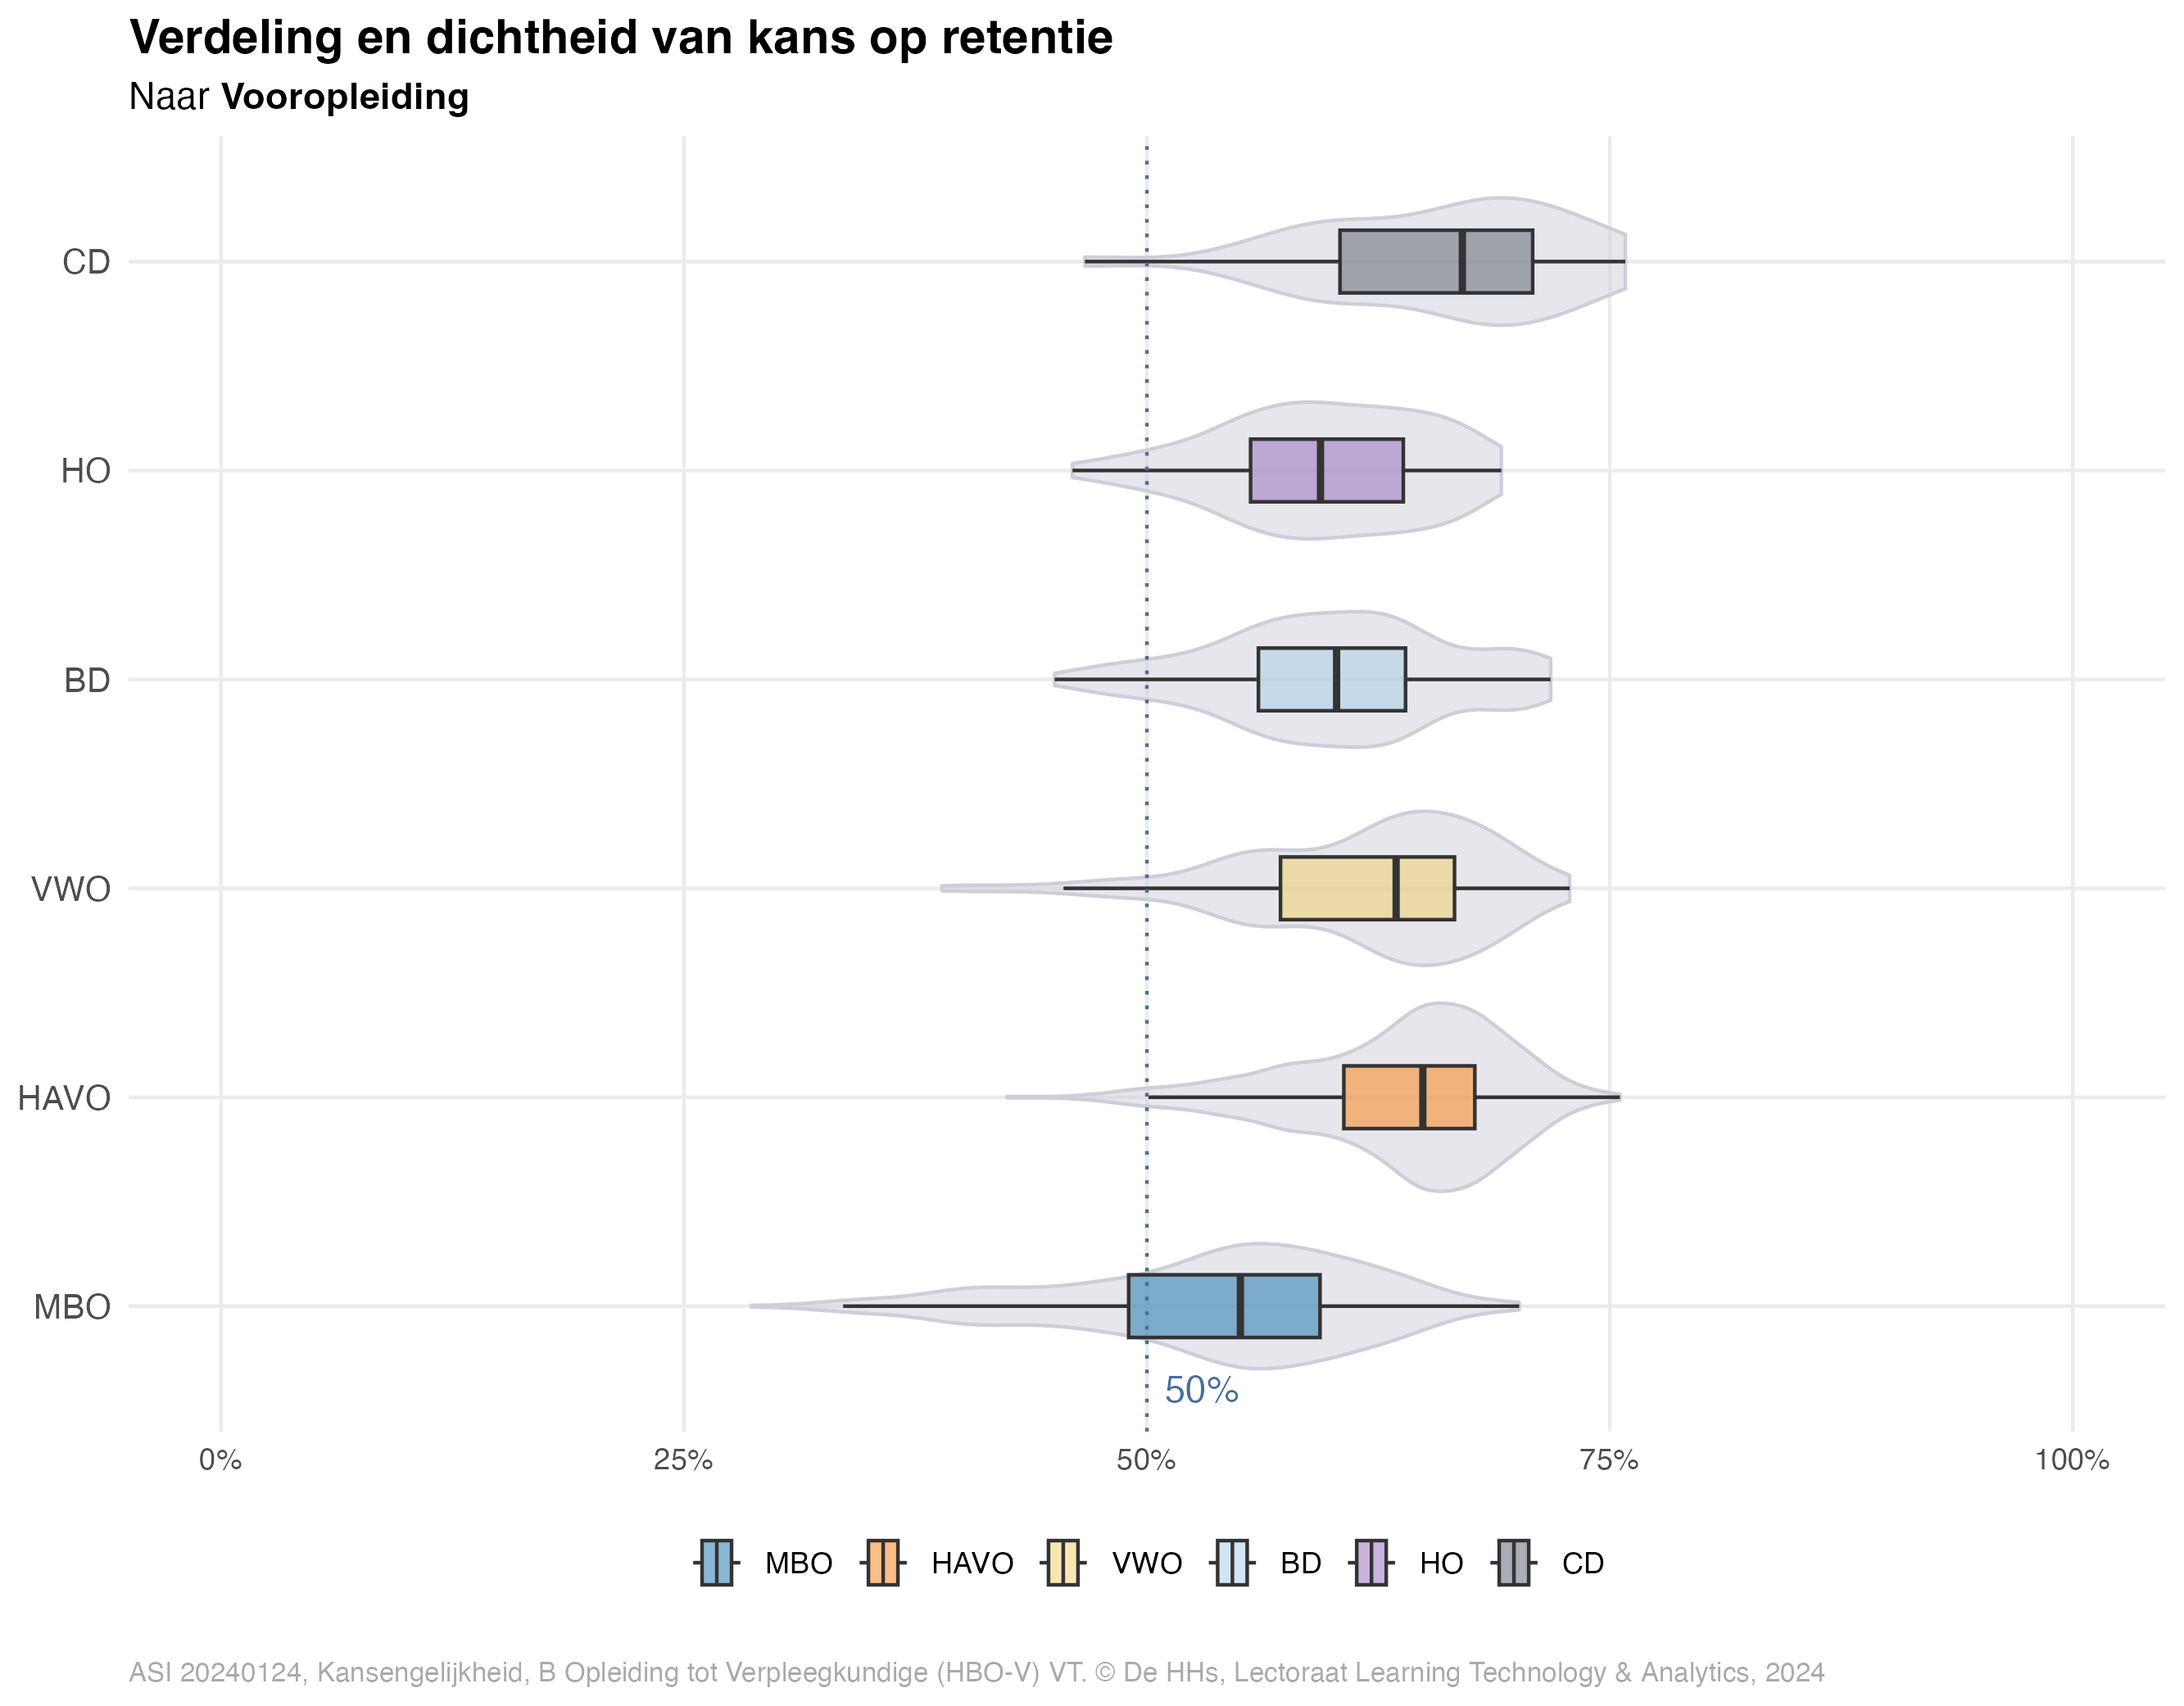 Verdeling en dichtheid van kans op retentie
Naar Vooropleiding
CD
HO
BD
VWO
HAVO
MBO
50%
0% 25% 50% 75% 100%
MBO HAVO VWO BD HO CD
ASI 20240124, Kansengelijkheid, B Opleiding tot Verpleegkundige (HBO-V) VT. © De HHs, Lectoraat Learning Technology & Analytics, 2024